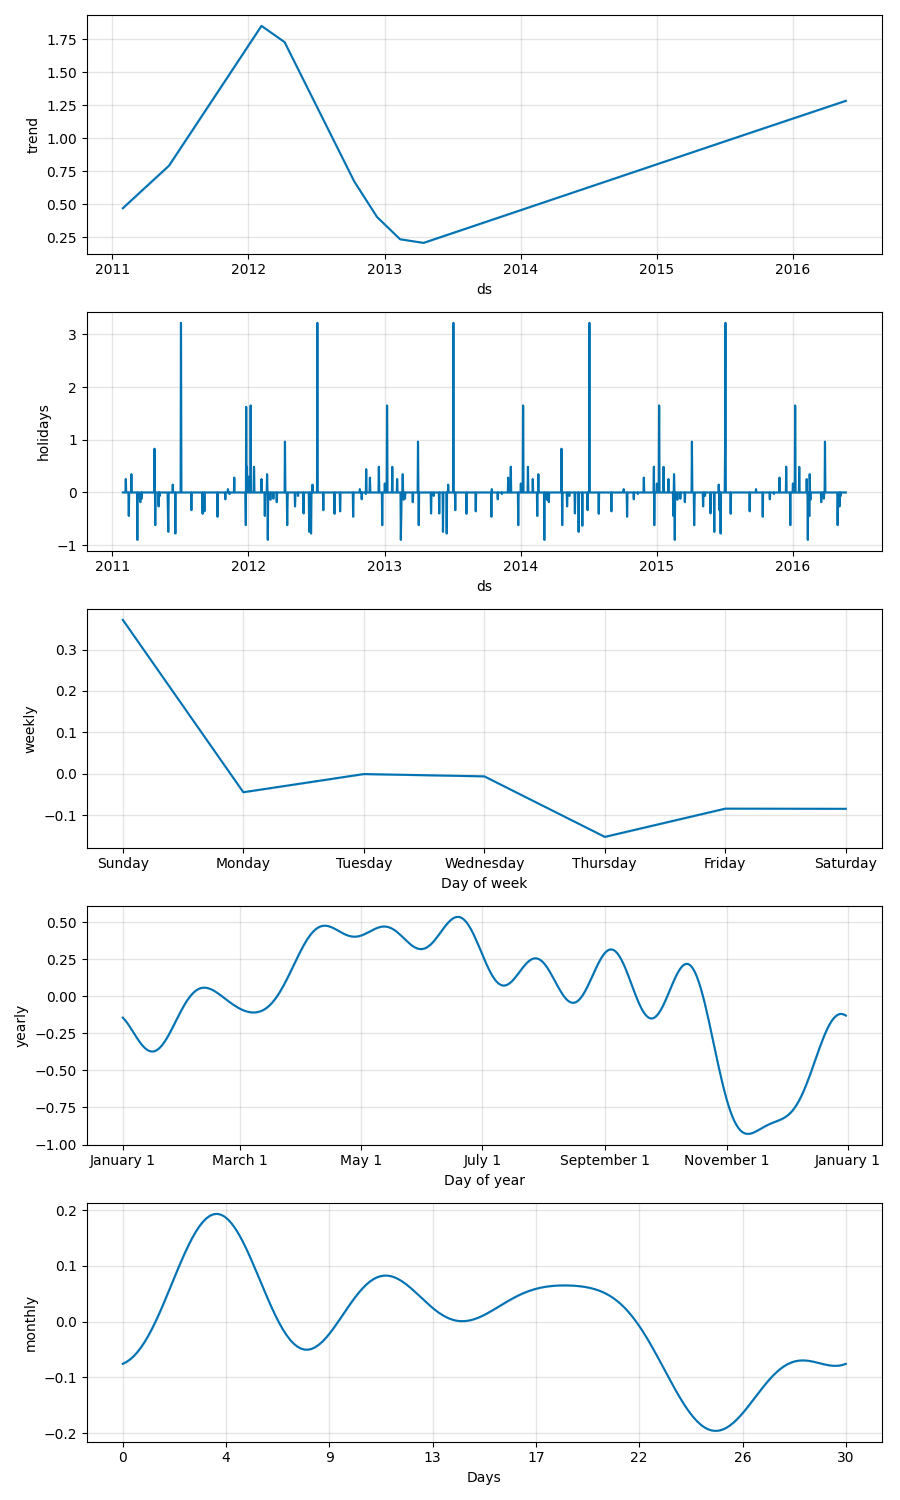 trend
1.75
1.50
1.25
1.00
0.75
0.50
0.25
2011 2012 2013 2014 2015 2016
ds
holidays
3
2
1
0
−1
2011 2012 2013 2014 2015 2016
ds
weekly
0.3
0.2
0.1
0.0
−0.1
Sunday Monday Tuesday Wednesday Thursday Friday Saturday
Day of week
yearly
0.50
0.25
0.00
−0.25
−0.50
−0.75
−1.00
January 1 March 1 May 1 July 1 September 1 November 1 January 1
Day of year
monthly
0.2
0.1
0.0
−0.1
−0.2
0 4 9 13 17 22 26 30
Days